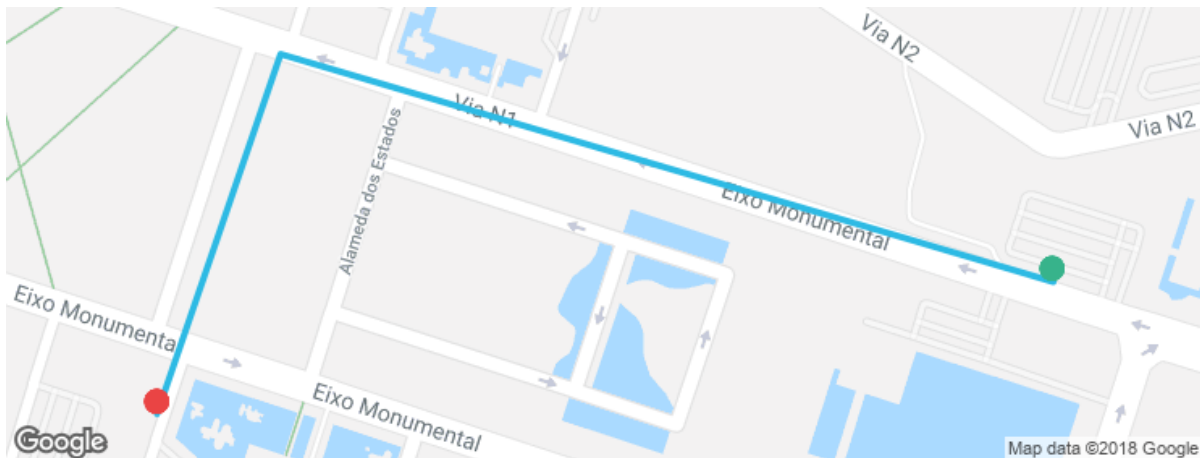 Via N2
Via N2
Via N1
Alameda dos Estados
Eixo Monumental
Eixo Monumental
Eixo Monumental
Google
Map data ©2018 Google